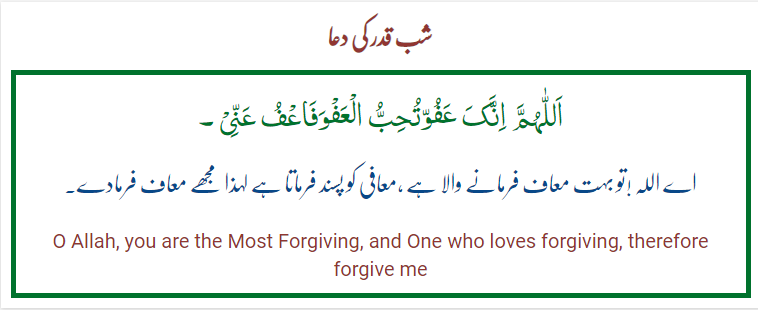 شب قدر کی دعا
اَللّٰہُمَّ اِنَّکَ عَفُوّتُحِبُّ الْعَفْوَفَاعْفُ عَنِّیْ ۔
اے اللہ !تو بہت معاف فرمانے والا ہے ،معافی کو پسند فرماتا ہے لہذا مجھے معاف فرمادے۔
O Allah, you are the Most Forgiving, and One who loves forgiving, therefore
forgive me